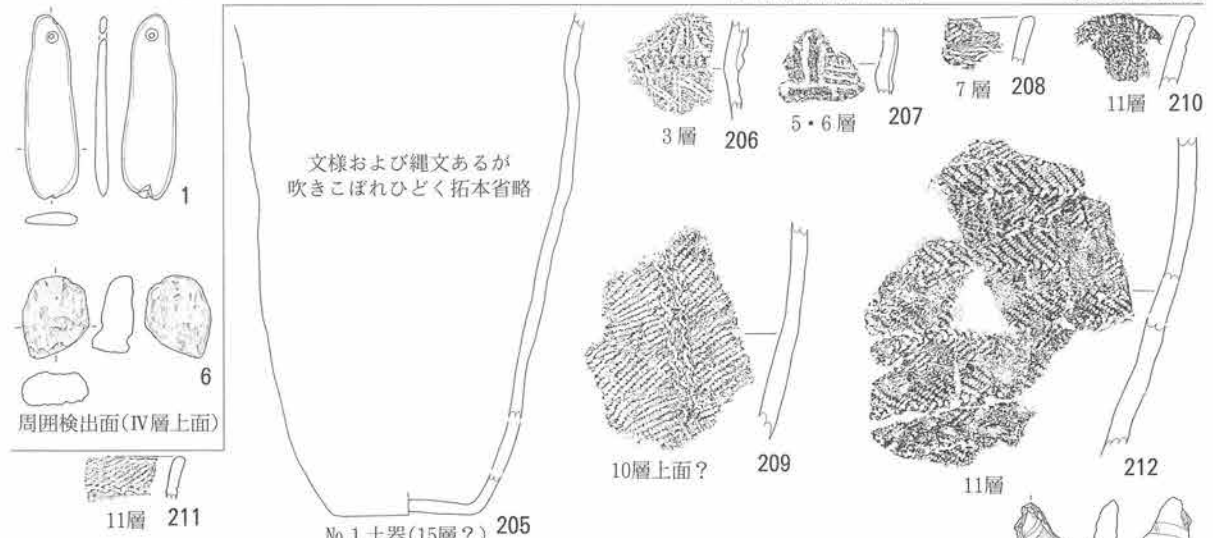 1
6
周囲検出面(Ⅳ層上面)
11層 211
文様および縄文あるが
吹きこぼれひどく拓本省略
№1土器(15層?) 205
3層 206
5・6層 207
7層 208
11層 210
10層上面? 209
11層 212